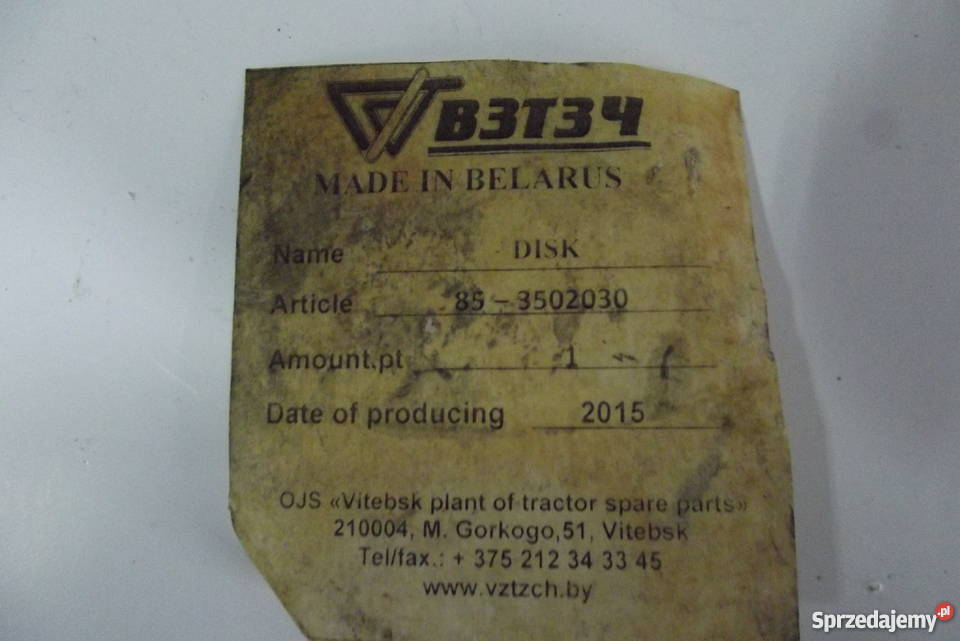 ВЗТЗЧ
MADE IN BELARUS
Name DISK
Article 85 – 3502030
Amount.pt 1
Date of producing 2015
OJS «Vitebsk plant of tractor spare parts»
210004, M. Gorkogo,51, Vitebsk
Tel/fax.: + 375 212 34 33 45
www.vztzch.by
Sprzedajemy.pl